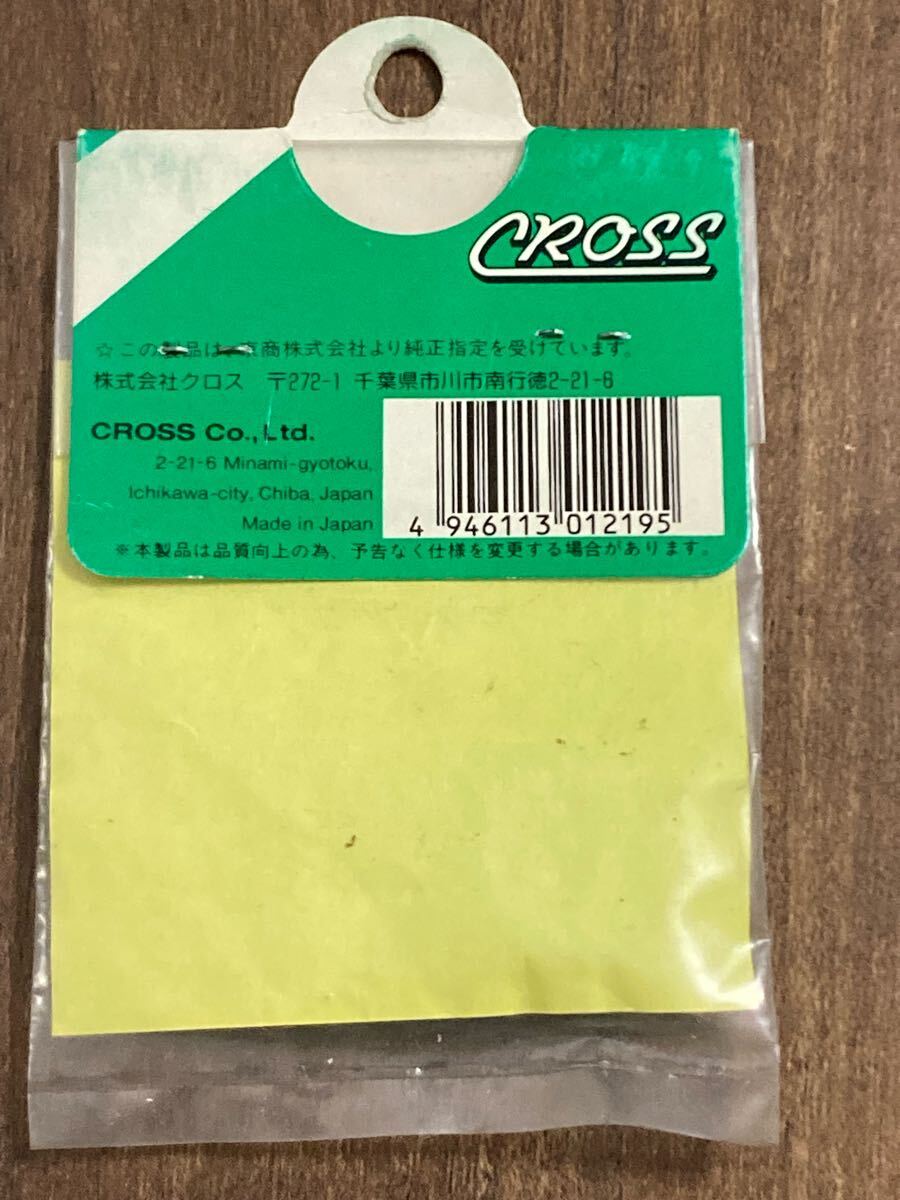 CROSS
☆この製品は京商株式会社より純正指定を受けています。
株式会社クロス 〒272-1 千葉県市川市南行徳2-21-6
CROSS Co., Ltd.
2-21-6 Minami-gyotoku,
Ichikawa-city, Chiba, Japan
Made in Japan
4 946113 012195
※本製品は品質向上の為、予告なく仕様を変更する場合があります。